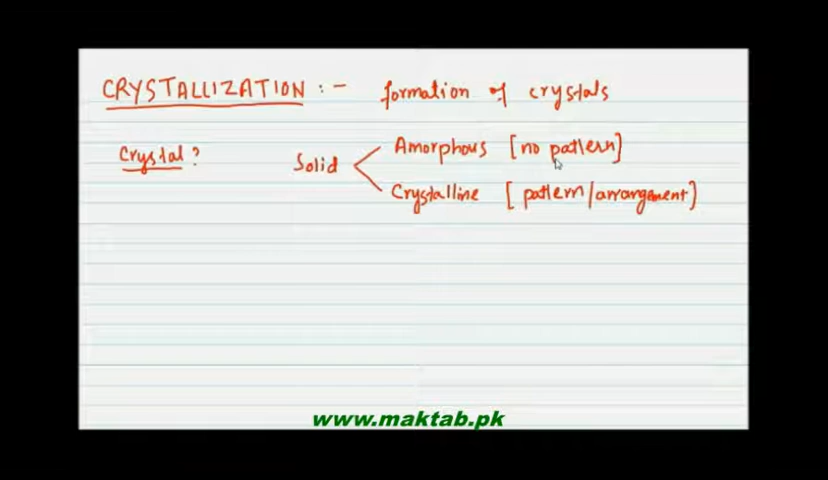 CRYSTALLIZATION :- formation of crystals
Crystal?
Solid
Amorphous [no pattern]
Crystalline [pattern/arrangement]
www.maktab.pk